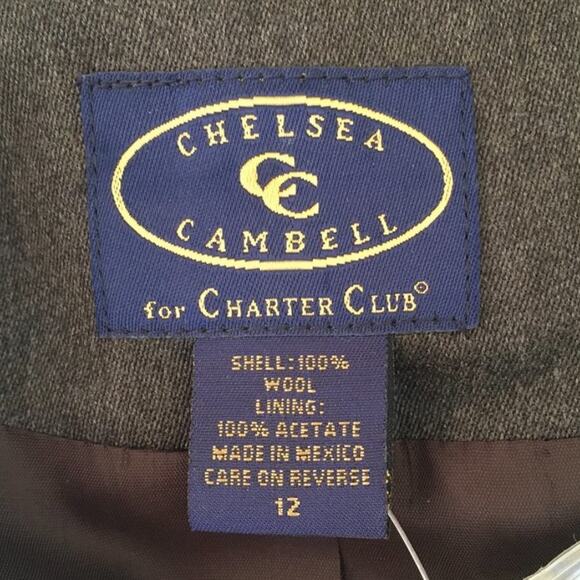 CHELSEA
CC
CAMBELL
for CHARTER CLUB®
SHELL: 100%
WOOL
LINING:
100% ACETATE
MADE IN MEXICO
CARE ON REVERSE
12